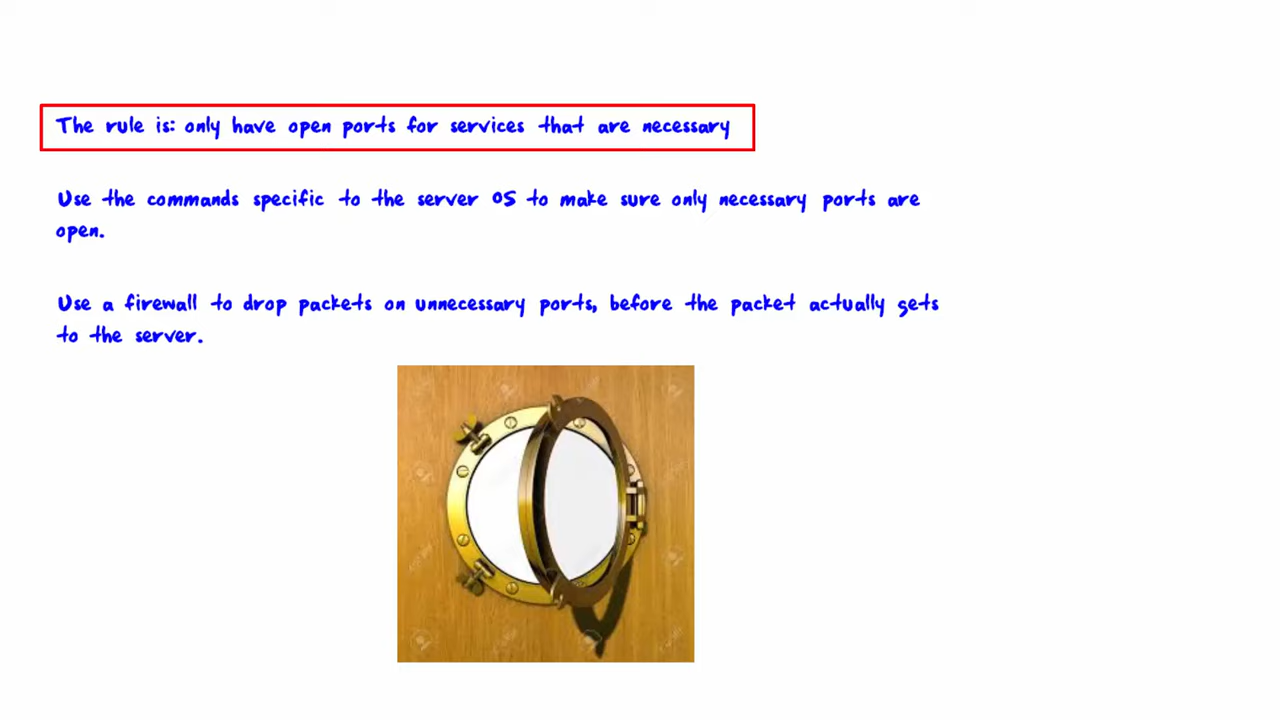 The rule is: only have open ports for services that are necessary
Use the commands specific to the server OS to make sure only necessary ports are
open.
Use a firewall to drop packets on unnecessary ports, before the packet actually gets
to the server.